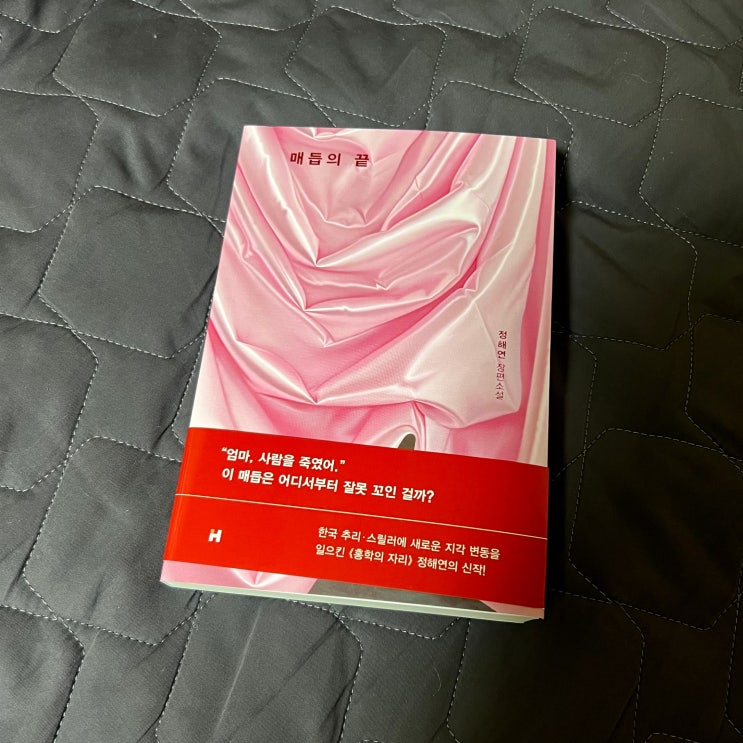 매듭의 끝
정해연 장편소설
“엄마, 사람을 죽였어.”
이 매듭은 어디서부터 잘못 꼬인 걸까?
H
한국 추리·스릴러에 새로운 지각 변동을
일으킨 《홍학의 자리》 정해연의 신작!